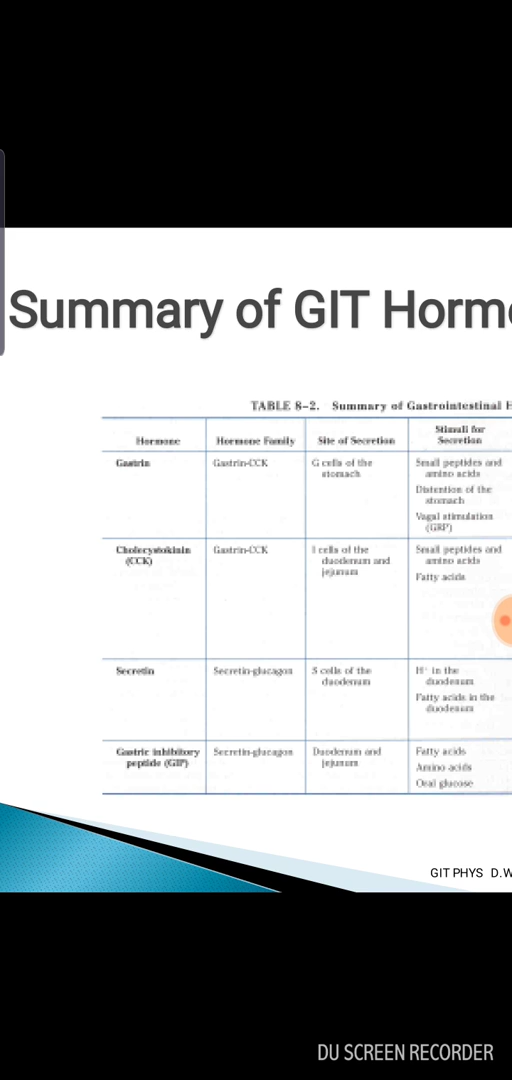 Summary of GIT Horm
TABLE 8–2. Summary of Gastrointestinal H
Hormone Hormone Family Site of Secretion Stimuli for
Secretion
Gastrin Gastrin-CCK G cells of the Small peptides and
stomach amino acids
Distention of the
stomach
Vagal stimulation
(GRP)
Cholecystokinin Gastrin-CCK I cells of the Small peptides and
(CCK) duodenum and amino acids
jejunum Fatty acids
Secretin Secretin-glucagon S cells of the H⁺ in the
duodenum duodenum
Fatty acids in the
duodenum
Gastric inhibitory Secretin-glucagon Duodenum and Fatty acids
peptide (GIP) jejunum Amino acids
Oral glucose
GIT PHYS D.W
DU SCREEN RECORDER